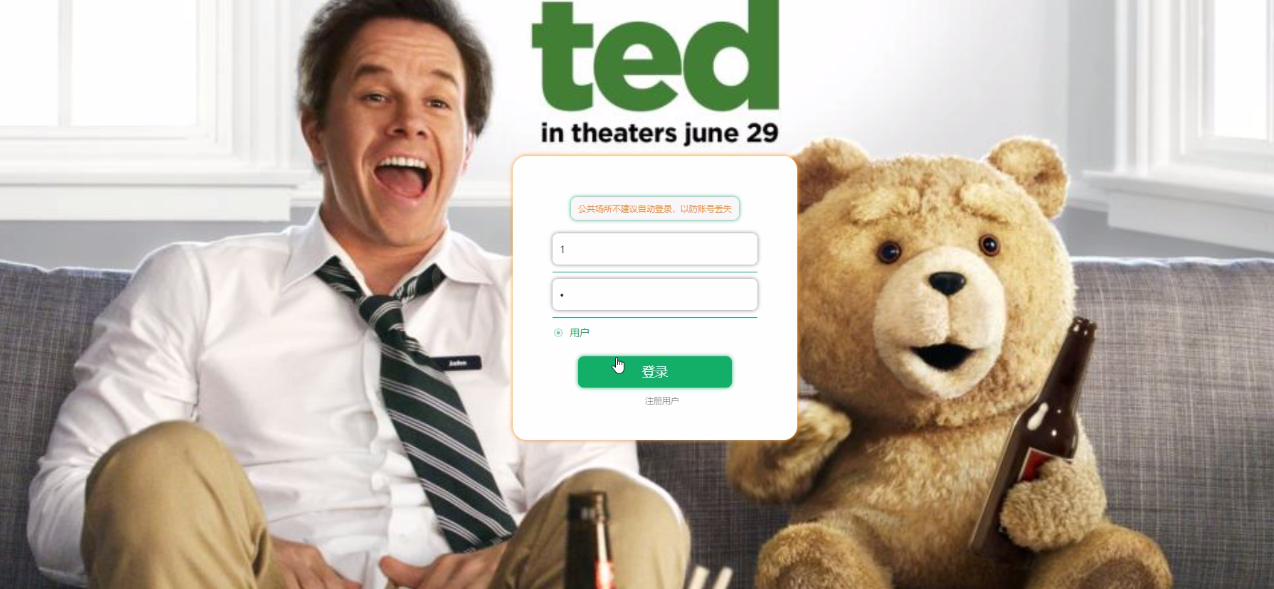 ted
in theaters june 29
公共场所不建议自动登录，以防账号丢失
1
•
用户
登录
注册用户